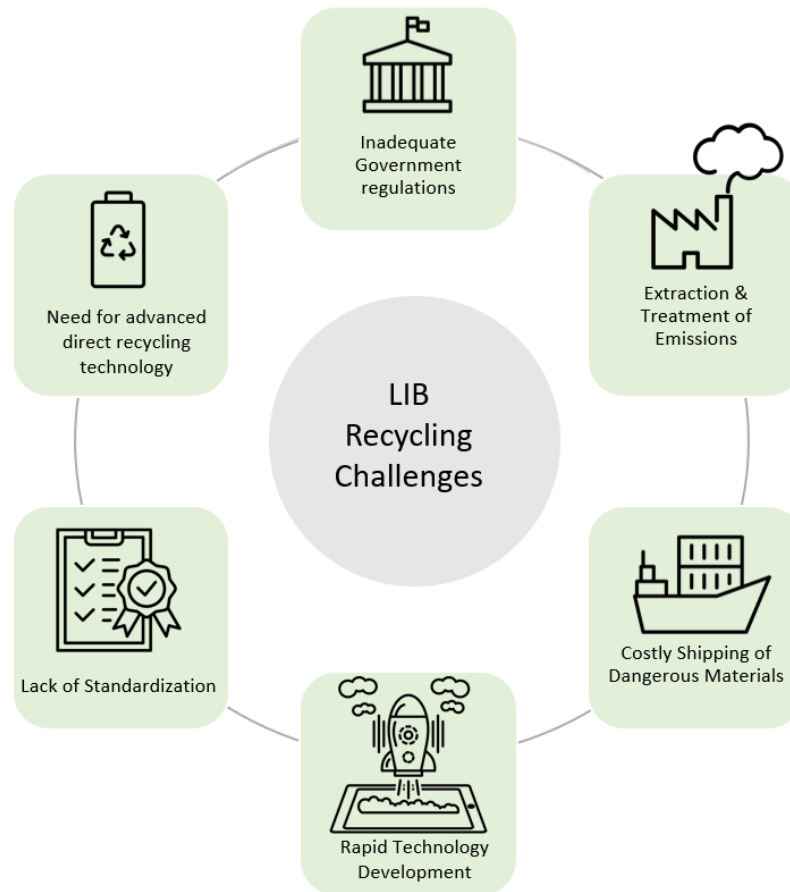 Inadequate
Government
regulations
Extraction &
Treatment of
Emissions
Need for advanced
direct recycling
technology
LIB
Recycling
Challenges
Lack of Standardization
Costly Shipping of
Dangerous Materials
Rapid Technology
Development